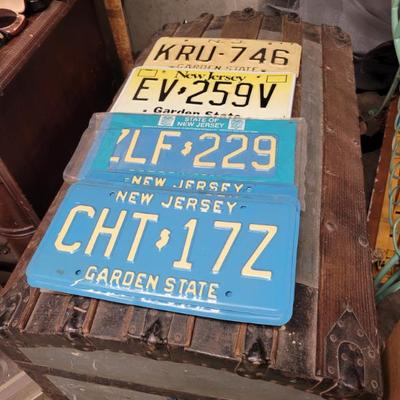 N.J.
KRU-746
GARDEN STATE
New Jersey
EV 259V
Garden State
STATE OF
NEW JERSEY
ZLF 229
NEW JERSEY
NEW JERSEY
CHT 17Z
GARDEN STATE